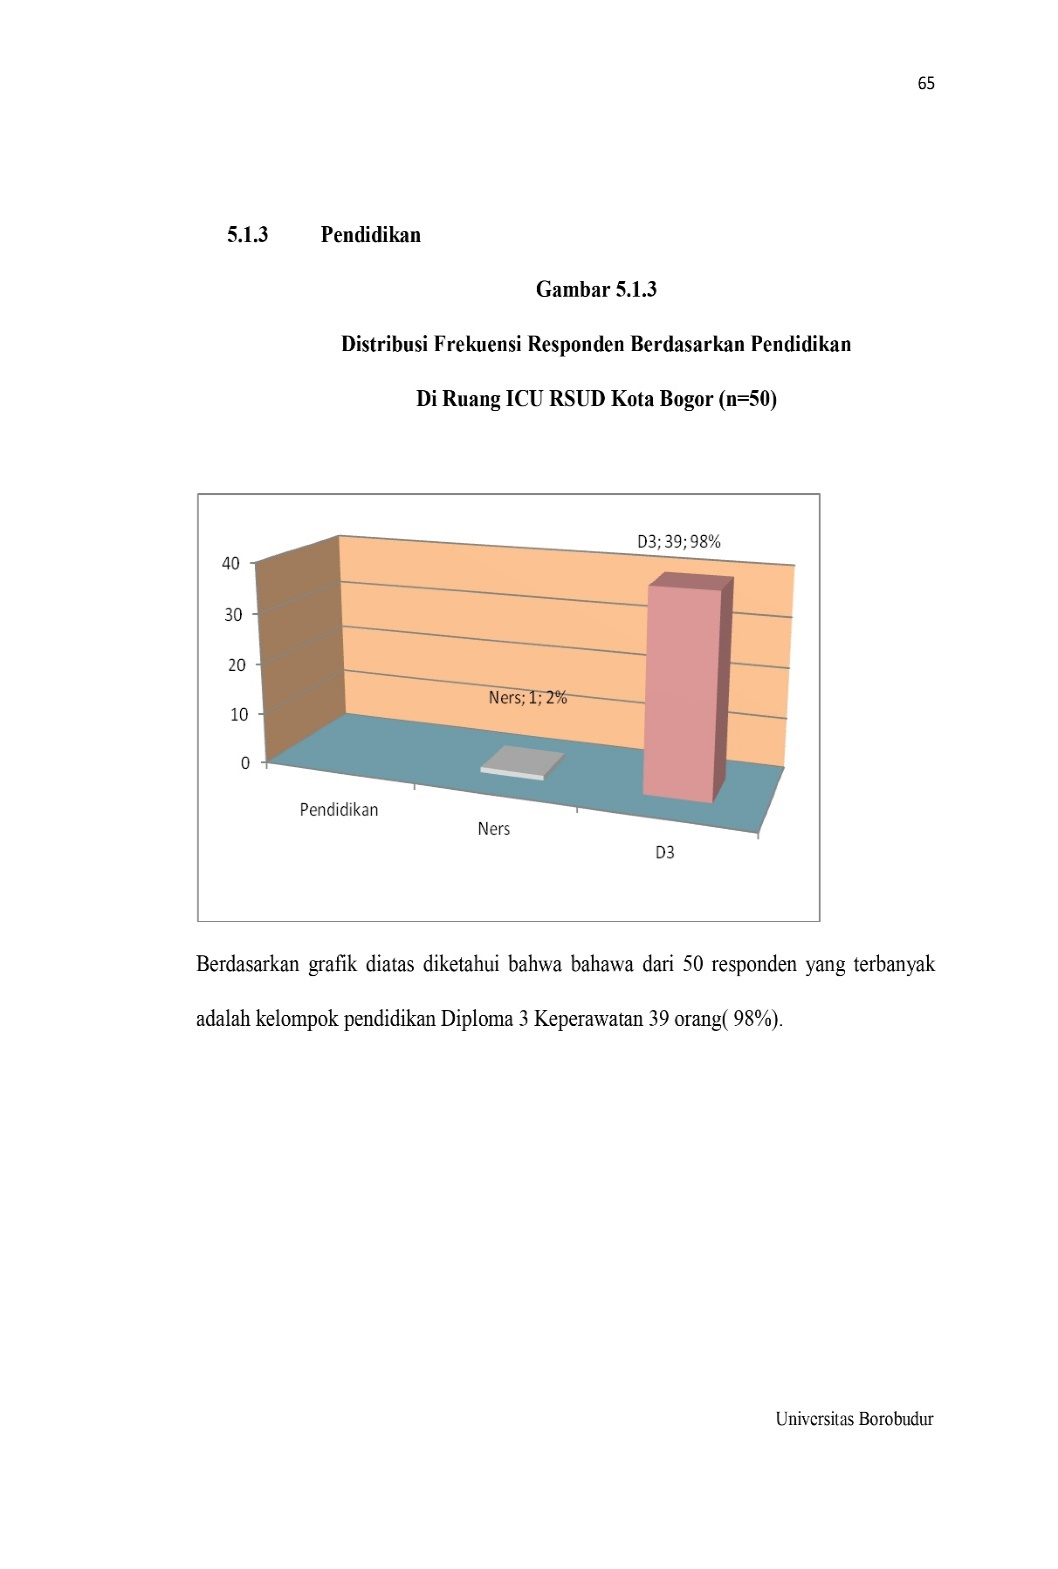 65
5.1.3 Pendidikan
Gambar 5.1.3
Distribusi Frekuensi Responden Berdasarkan Pendidikan
Di Ruang ICU RSUD Kota Bogor (n=50)
D3; 39; 98%
40
30
20
Ners; 1; 2%
10
0
Pendidikan
Ners
D3
Berdasarkan grafik diatas diketahui bahwa bahawa dari 50 responden yang terbanyak
adalah kelompok pendidikan Diploma 3 Keperawatan 39 orang( 98%).
Universitas Borobudur